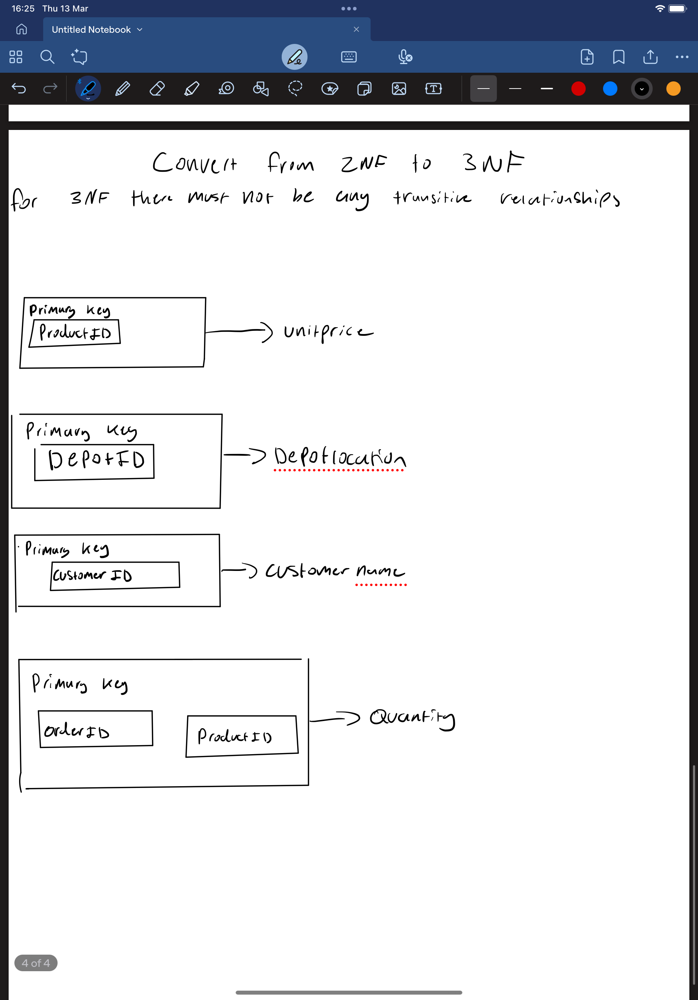 16:25 Thu 13 Mar
Untitled Notebook
Convert from 2NF to 3NF
for 3NF there must not be any transitive relationships
Primary key
ProductID
unitprice
Primary key
DepotID
Depotlocation
Primary key
Customer ID
customer name
Primary key
orderID
ProductID
Quantity
4 of 4